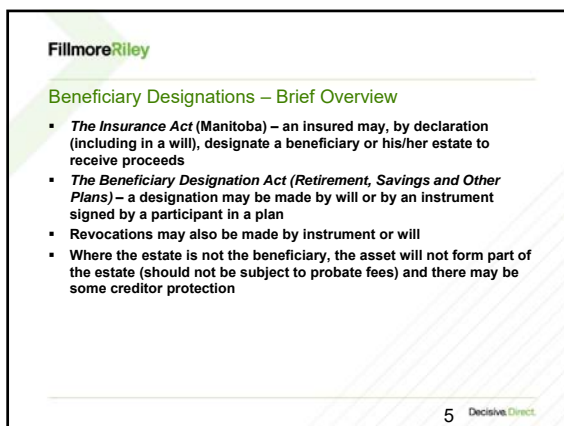 FillmoreRiley
Beneficiary Designations – Brief Overview
▪ The Insurance Act (Manitoba) – an insured may, by declaration
(including in a will), designate a beneficiary or his/her estate to
receive proceeds
▪ The Beneficiary Designation Act (Retirement, Savings and Other
Plans) – a designation may be made by will or by an instrument
signed by a participant in a plan
▪ Revocations may also be made by instrument or will
▪ Where the estate is not the beneficiary, the asset will not form part of
the estate (should not be subject to probate fees) and there may be
some creditor protection
5 Decisive.Direct.